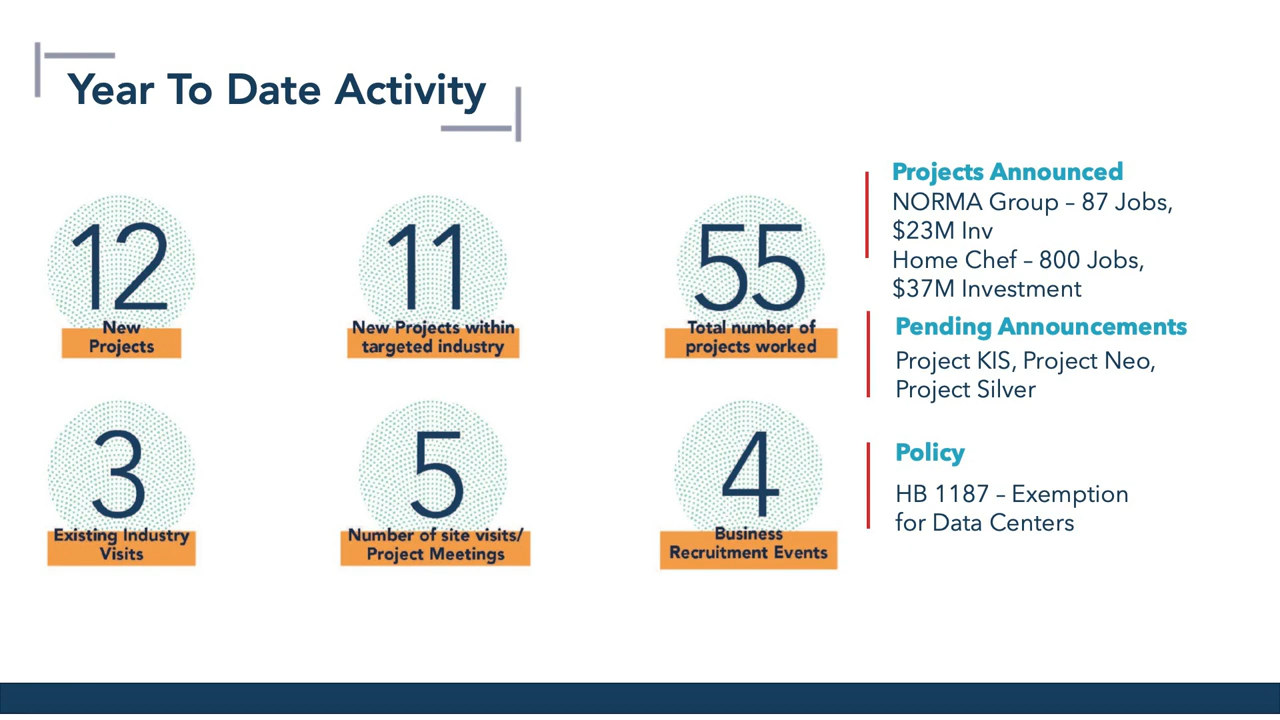 Year To Date Activity
12
New
Projects
11
New Projects within
targeted industry
55
Total number of
projects worked
3
Existing Industry
Visits
5
Number of site visits/
Project Meetings
4
Business
Recruitment Events
Projects Announced
NORMA Group – 87 Jobs,
$23M Inv
Home Chef – 800 Jobs,
$37M Investment
Pending Announcements
Project KIS, Project Neo,
Project Silver
Policy
HB 1187 – Exemption
for Data Centers